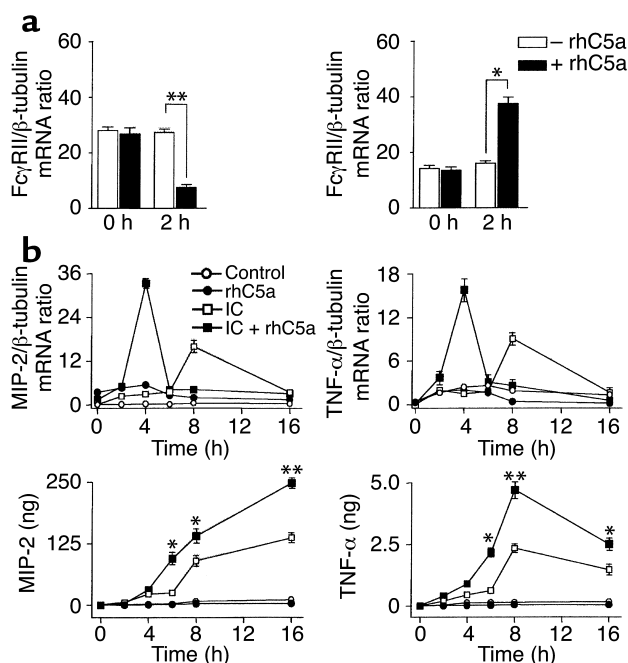 a
60
40
20
0
FcγRII/β-tubulin
mRNA ratio
**
0 h
2 h
60
40
20
0
FcγRII/β-tubulin
mRNA ratio
*
0 h
2 h
– rhC5a
+ rhC5a
b
36
24
12
0
MIP-2/β-tubulin
mRNA ratio
Control
rhC5a
IC
IC + rhC5a
0 4 8 12 16
Time (h)
18
12
6
0
TNF-α/β-tubulin
mRNA ratio
0 4 8 12 16
Time (h)
250
125
0
MIP-2 (ng)
* * **
0 4 8 12 16
Time (h)
5.0
2.5
0
TNF-α (ng)
* ** *
0 4 8 12 16
Time (h)